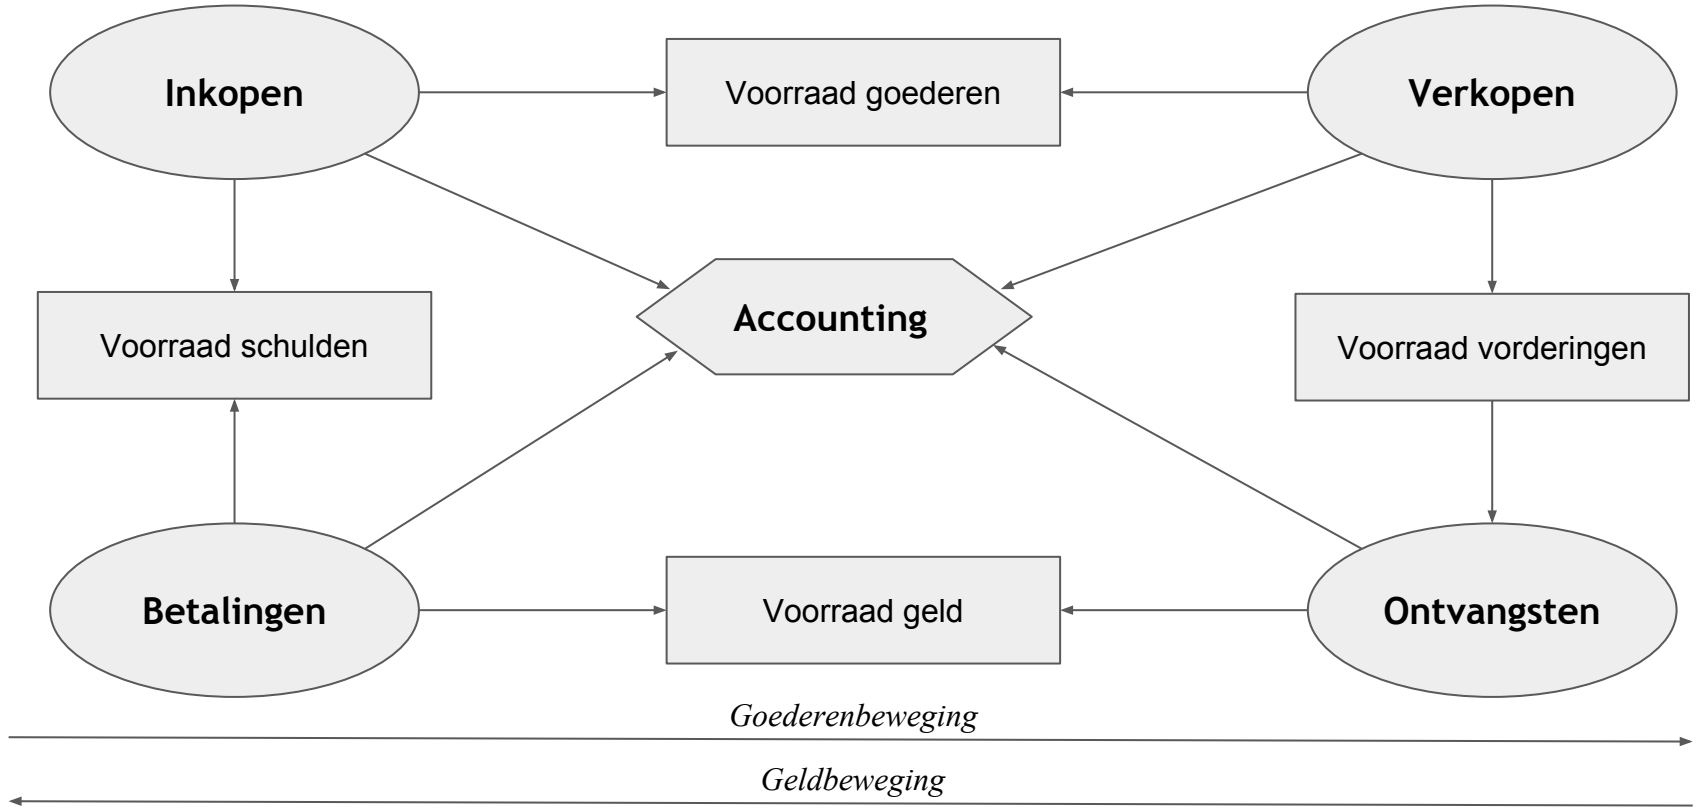 Inkopen
Voorraad goederen
Verkopen
Accounting
Voorraad schulden
Voorraad vorderingen
Betalingen
Voorraad geld
Ontvangsten
Goederenbeweging
Geldbeweging